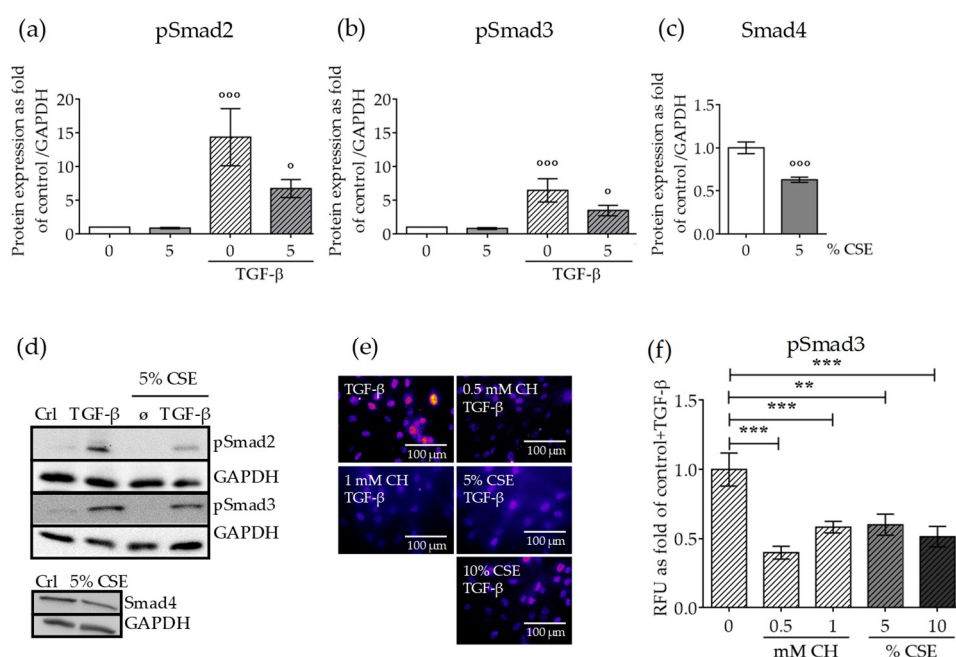 (a)
pSmad2
Protein expression as fold
of control /GAPDH
20
15
10
5
0
ooo
o
0
5
0
5
TGF-β
(b)
pSmad3
Protein expression as fold
of control /GAPDH
20
15
10
5
0
ooo
o
0
5
0
5
TGF-β
(c)
Smad4
Protein expression as fold
of control /GAPDH
1.5
1.0
0.5
0.0
ooo
0
5
% CSE
(d)
5% CSE
Crl TGF-β ø TGF-β
pSmad2
GAPDH
pSmad3
GAPDH
Crl 5% CSE
Smad4
GAPDH
(e)
TGF-β
100 µm
0.5 mM CH
TGF-β
100 µm
1 mM CH
TGF-β
100 µm
5% CSE
TGF-β
100 µm
10% CSE
TGF-β
100 µm
(f)
pSmad3
RFU as fold of control+TGF-β
1.5
1.0
0.5
0.0
***
**
***
***
0
0.5
1
5
10
mM CH
% CSE